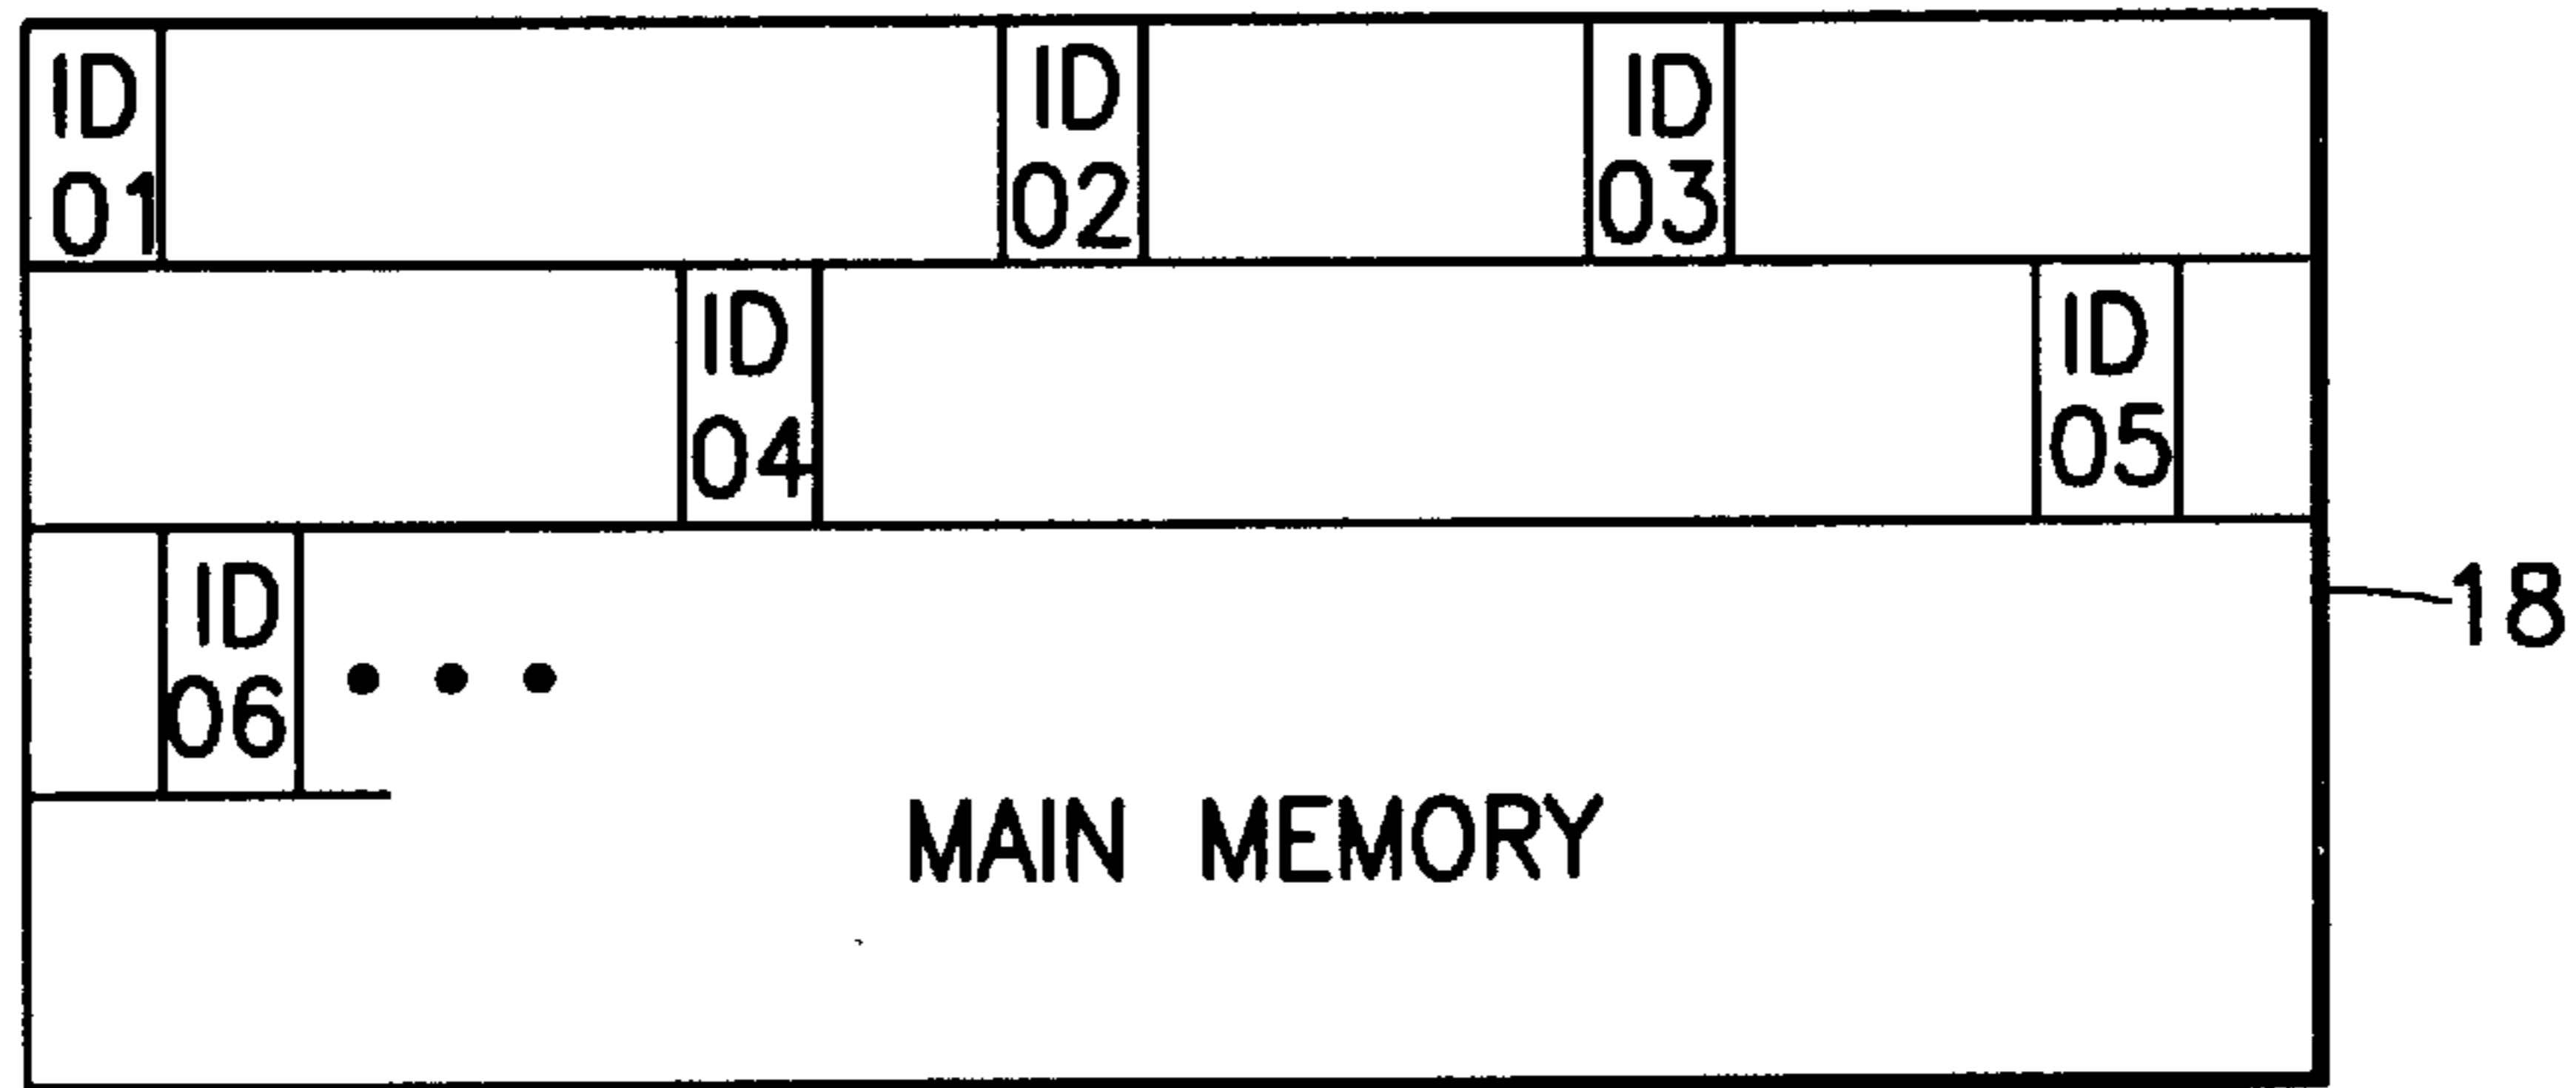 ID ID ID
01 02 03
ID ID
04 05
ID
06 • • •
18
MAIN MEMORY